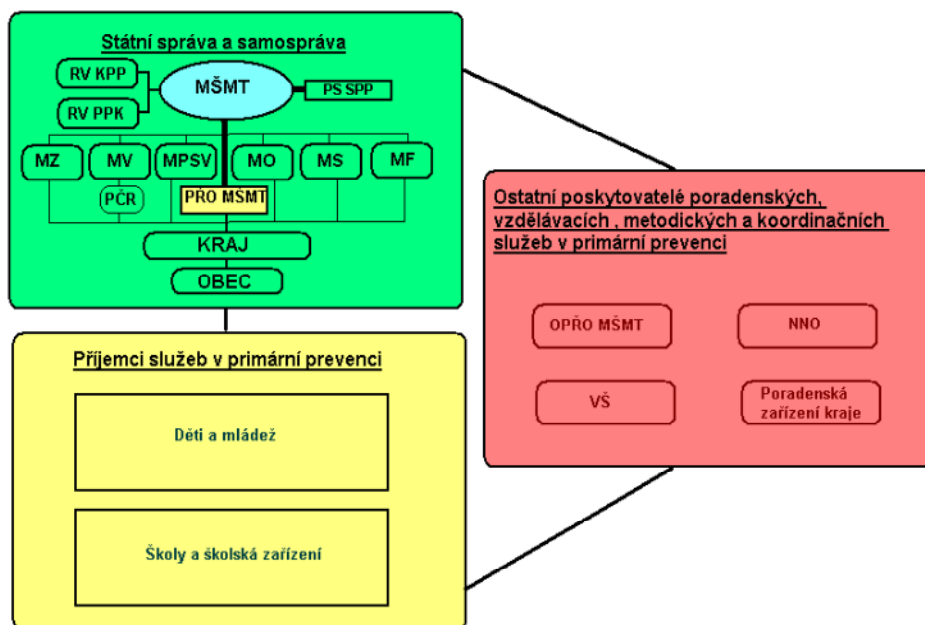 Státní správa a samospráva
RV KPP
MŠMT
PS SPP
RV PPK
MZ
MV
MPSV
MO
MS
MF
PČR
PŘO MŠMT
KRAJ
OBEC
Ostatní poskytovatelé poradenských,
vzdělávacích , metodických a koordinačních
služeb v primární prevenci
OPŘO MŠMT
NNO
VŠ
Poradenská
zařízení kraje
Příjemci služeb v primární prevenci
Děti a mládež
Školy a školská zařízení